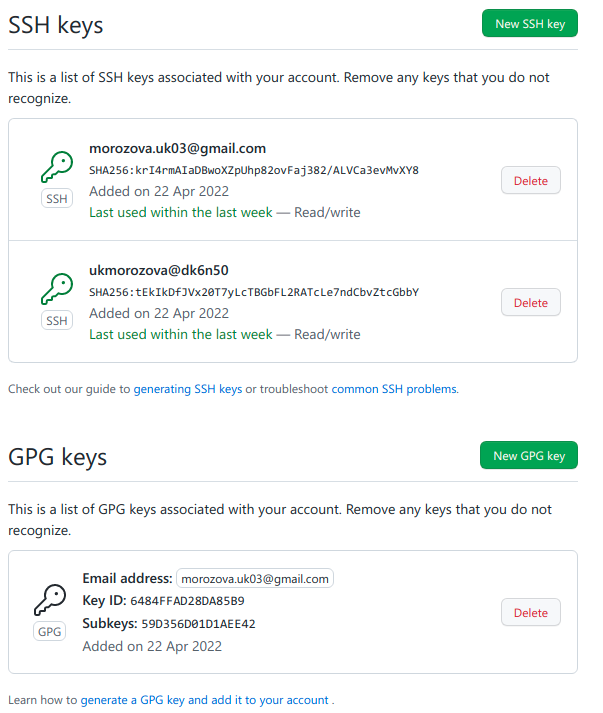 SSH keys
New SSH key
This is a list of SSH keys associated with your account. Remove any keys that you do not
recognize.
morozova.uk03@gmail.com
SHA256:krI4rmAIaDBwoXZpUhp82ovFaj382/ALVCa3evMvXY8
Added on 22 Apr 2022
Last used within the last week — Read/write
SSH
Delete
ukmorozova@dk6n50
SHA256:tEkIkDfJVx20T7yLcTBGbFL2RATcLe7ndCbvZtcGbbY
Added on 22 Apr 2022
Last used within the last week — Read/write
SSH
Delete
Check out our guide to generating SSH keys or troubleshoot common SSH problems.
GPG keys
New GPG key
This is a list of GPG keys associated with your account. Remove any keys that you do not
recognize.
Email address: morozova.uk03@gmail.com
Key ID: 6484FFAD28DA85B9
Subkeys: 59D356D01D1AEE42
Added on 22 Apr 2022
GPG
Delete
Learn how to generate a GPG key and add it to your account .